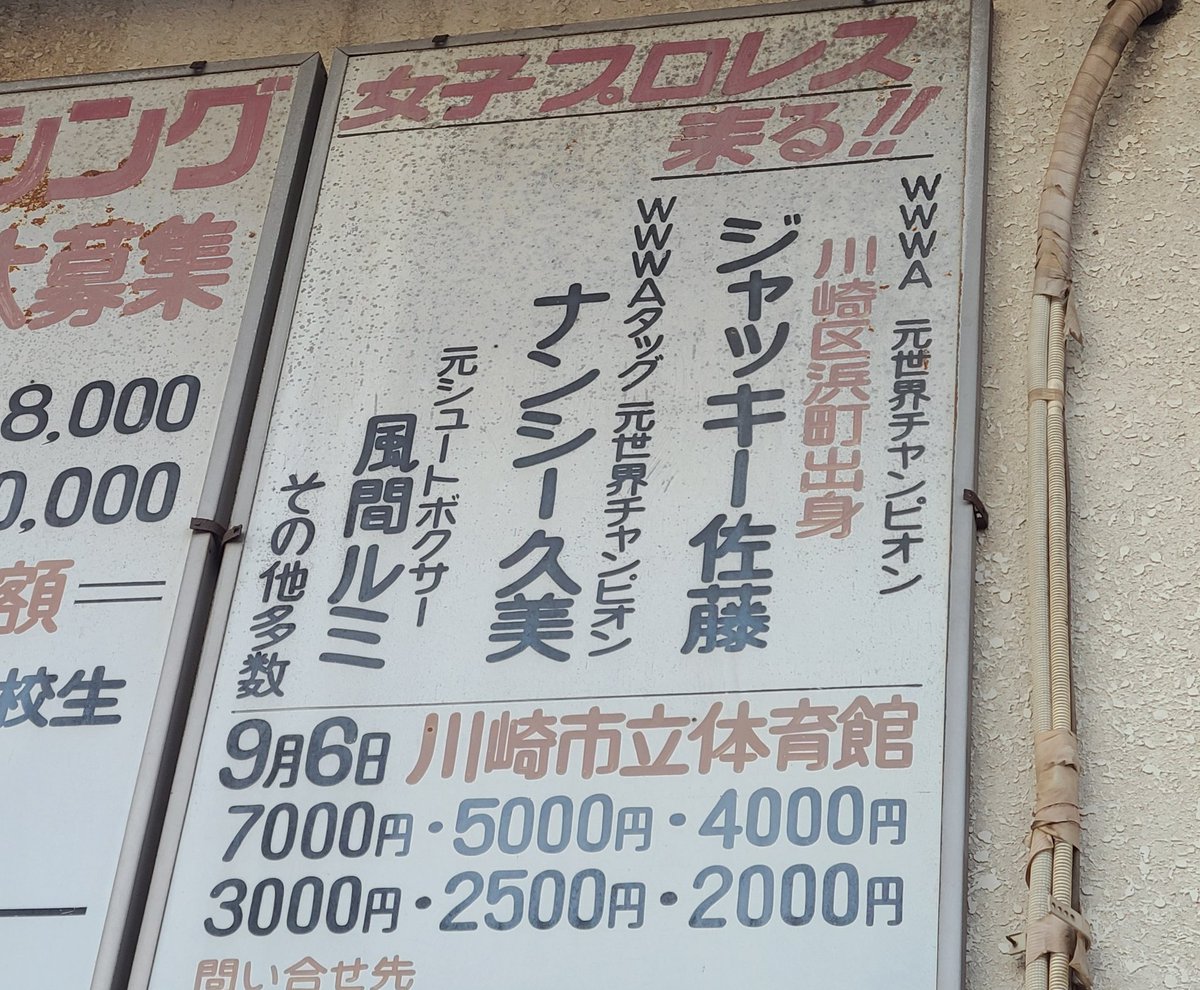 女子プロレス
来る!!
WWWA 元世界チャンピオン
川崎区浜町出身
ジャッキー佐藤
WWWAタッグ元世界チャンピオン
ナンシー久美
元シュートボクサー
風間ルミ
その他多数
9月6日川崎市立体育館
7000円・5000円・4000円
3000円・2500円・2000円
問い合せ先
シング
大募集
8,000
0,000
額
校生